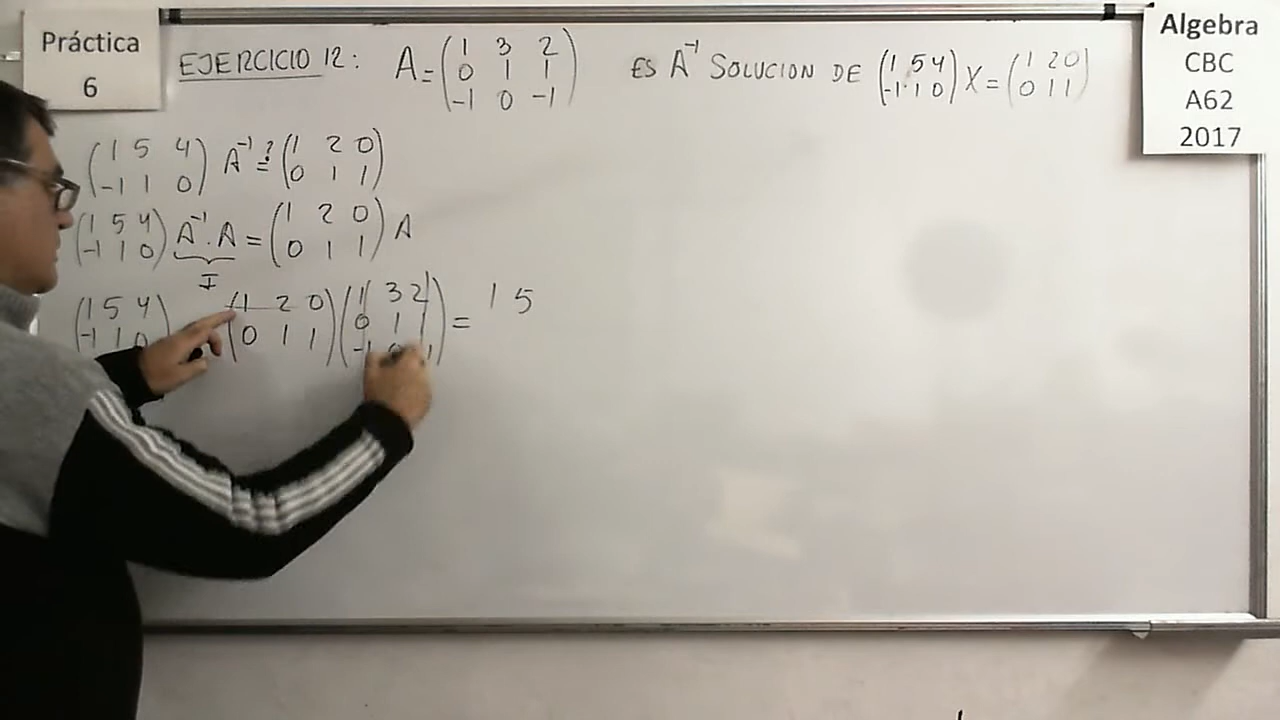 Práctica
6
Algebra
CBC
A62
2017
EJERCICIO 12: A = (1 3 2
0 1 1
-1 0 -1) ES A⁻¹ SOLUCION DE (1 5 4
-1 1 0) X = (1 2 0
0 1 1)
(1 5 4
-1 1 0) A⁻¹ ?= (1 2 0
0 1 1)
(1 5 4
-1 1 0) A⁻¹ . A = (1 2 0
0 1 1) A
I
(1 5 4
-1 1 0) (1 2 0
0 1 1) (1 3 2
0 1 1
-1 = 1 5